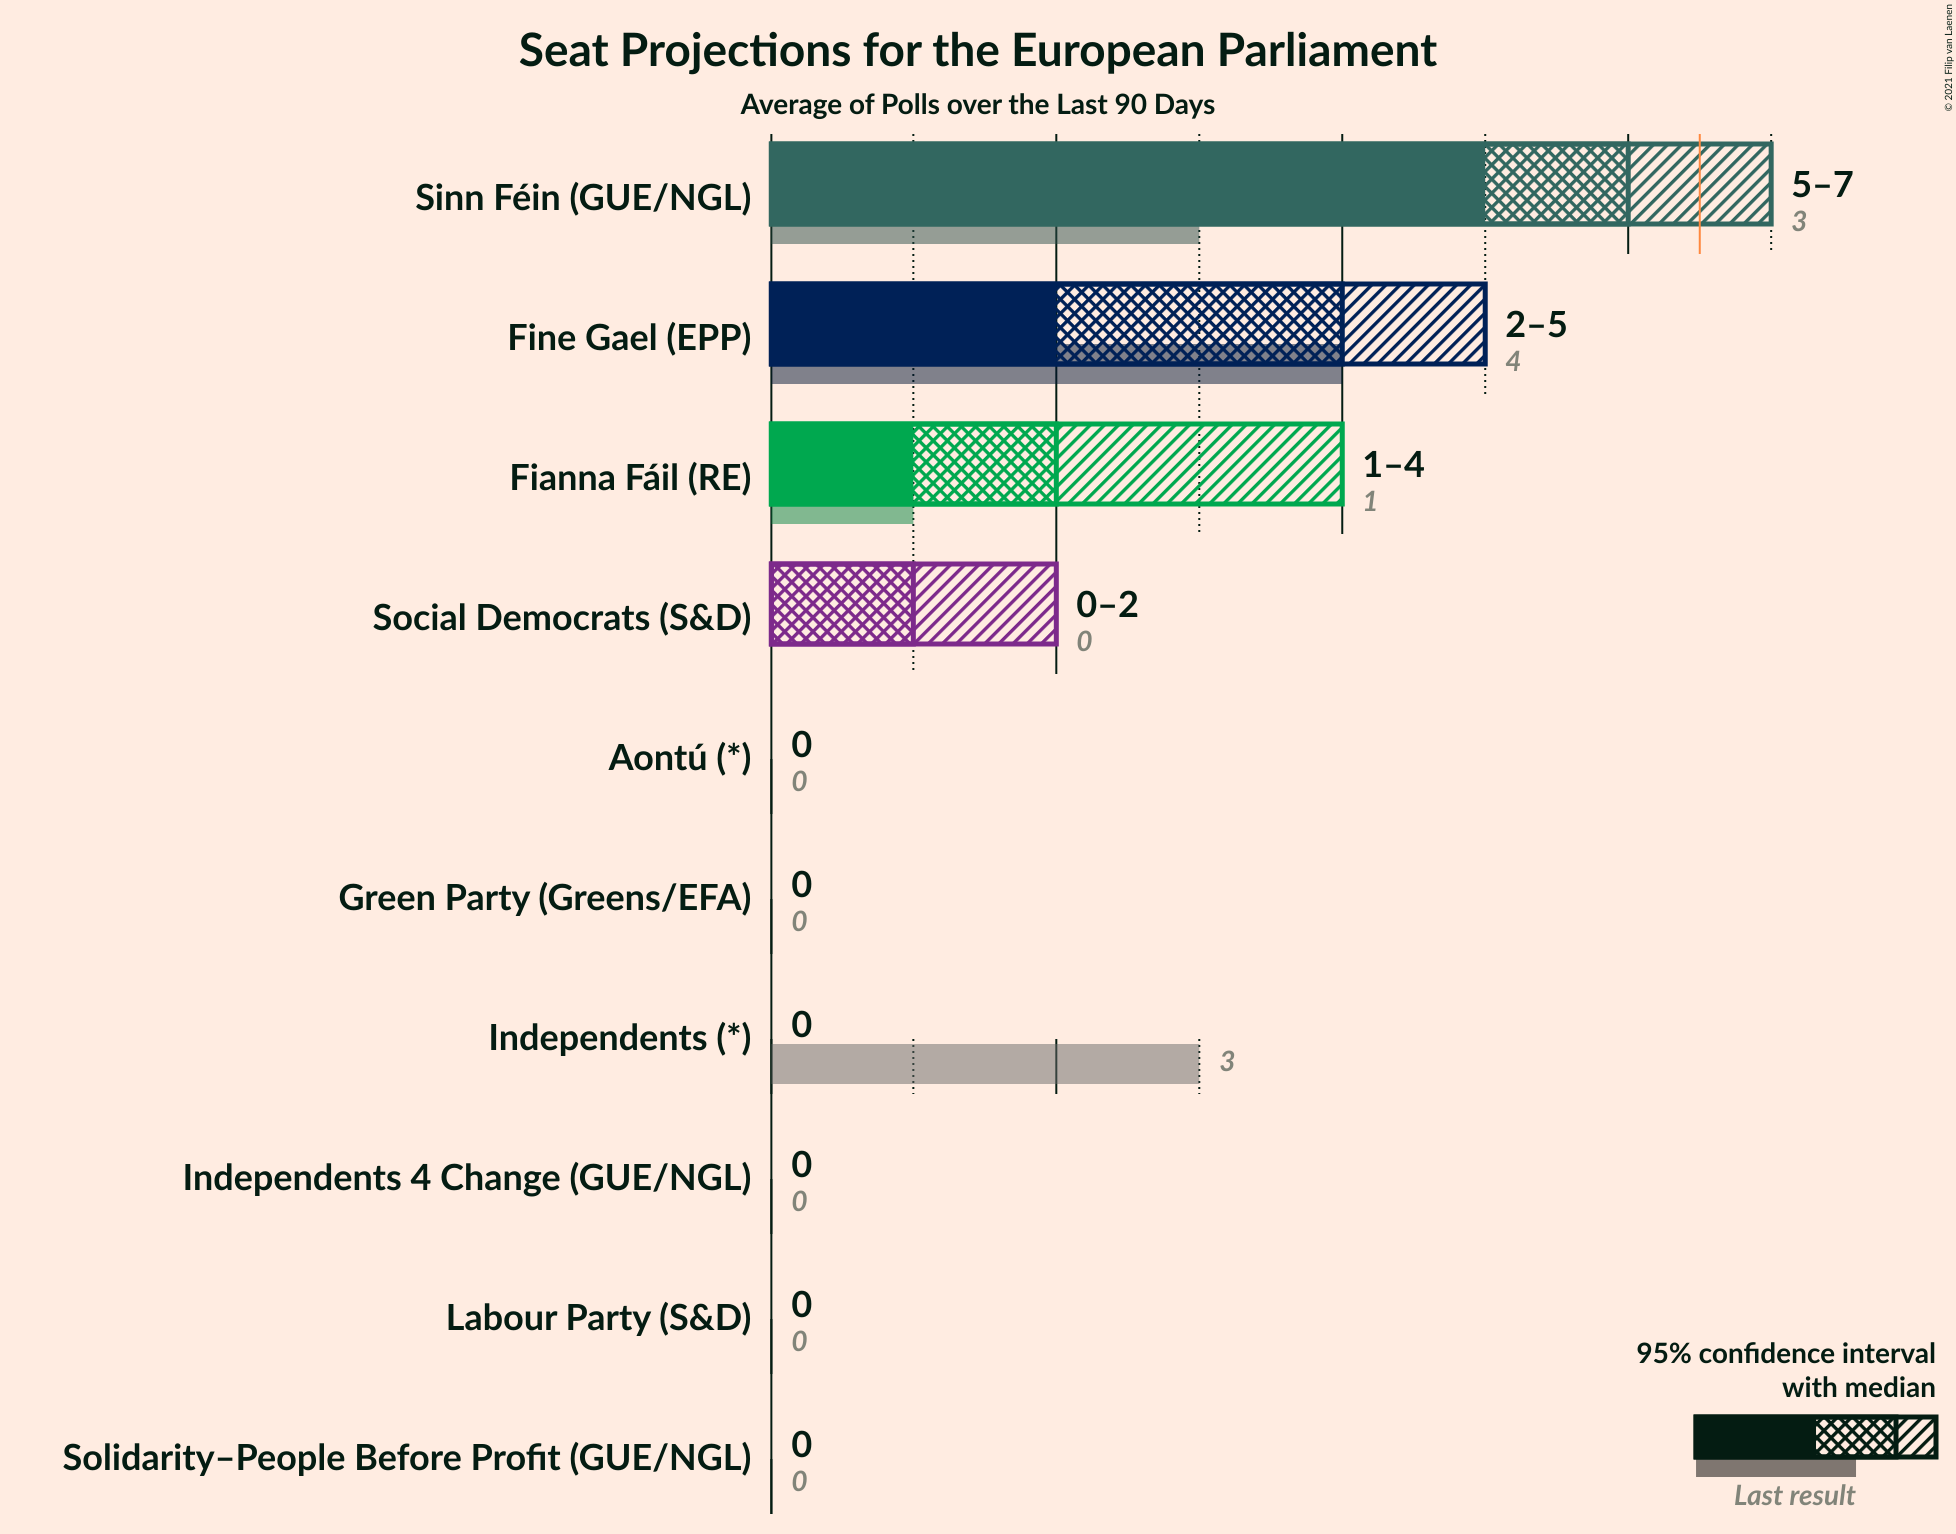 Seat Projections for the European Parliament
Average of Polls over the Last 90 Days
© 2021 Filip van Laenen
Sinn Féin (GUE/NGL)
5–7
3
Fine Gael (EPP)
2–5
4
Fianna Fáil (RE)
1–4
1
Social Democrats (S&D)
0–2
0
Aontú (*)
0
0
Green Party (Greens/EFA)
0
0
Independents (*)
0
3
Independents 4 Change (GUE/NGL)
0
0
Labour Party (S&D)
0
0
Solidarity–People Before Profit (GUE/NGL)
0
0
95% confidence interval
with median
Last result